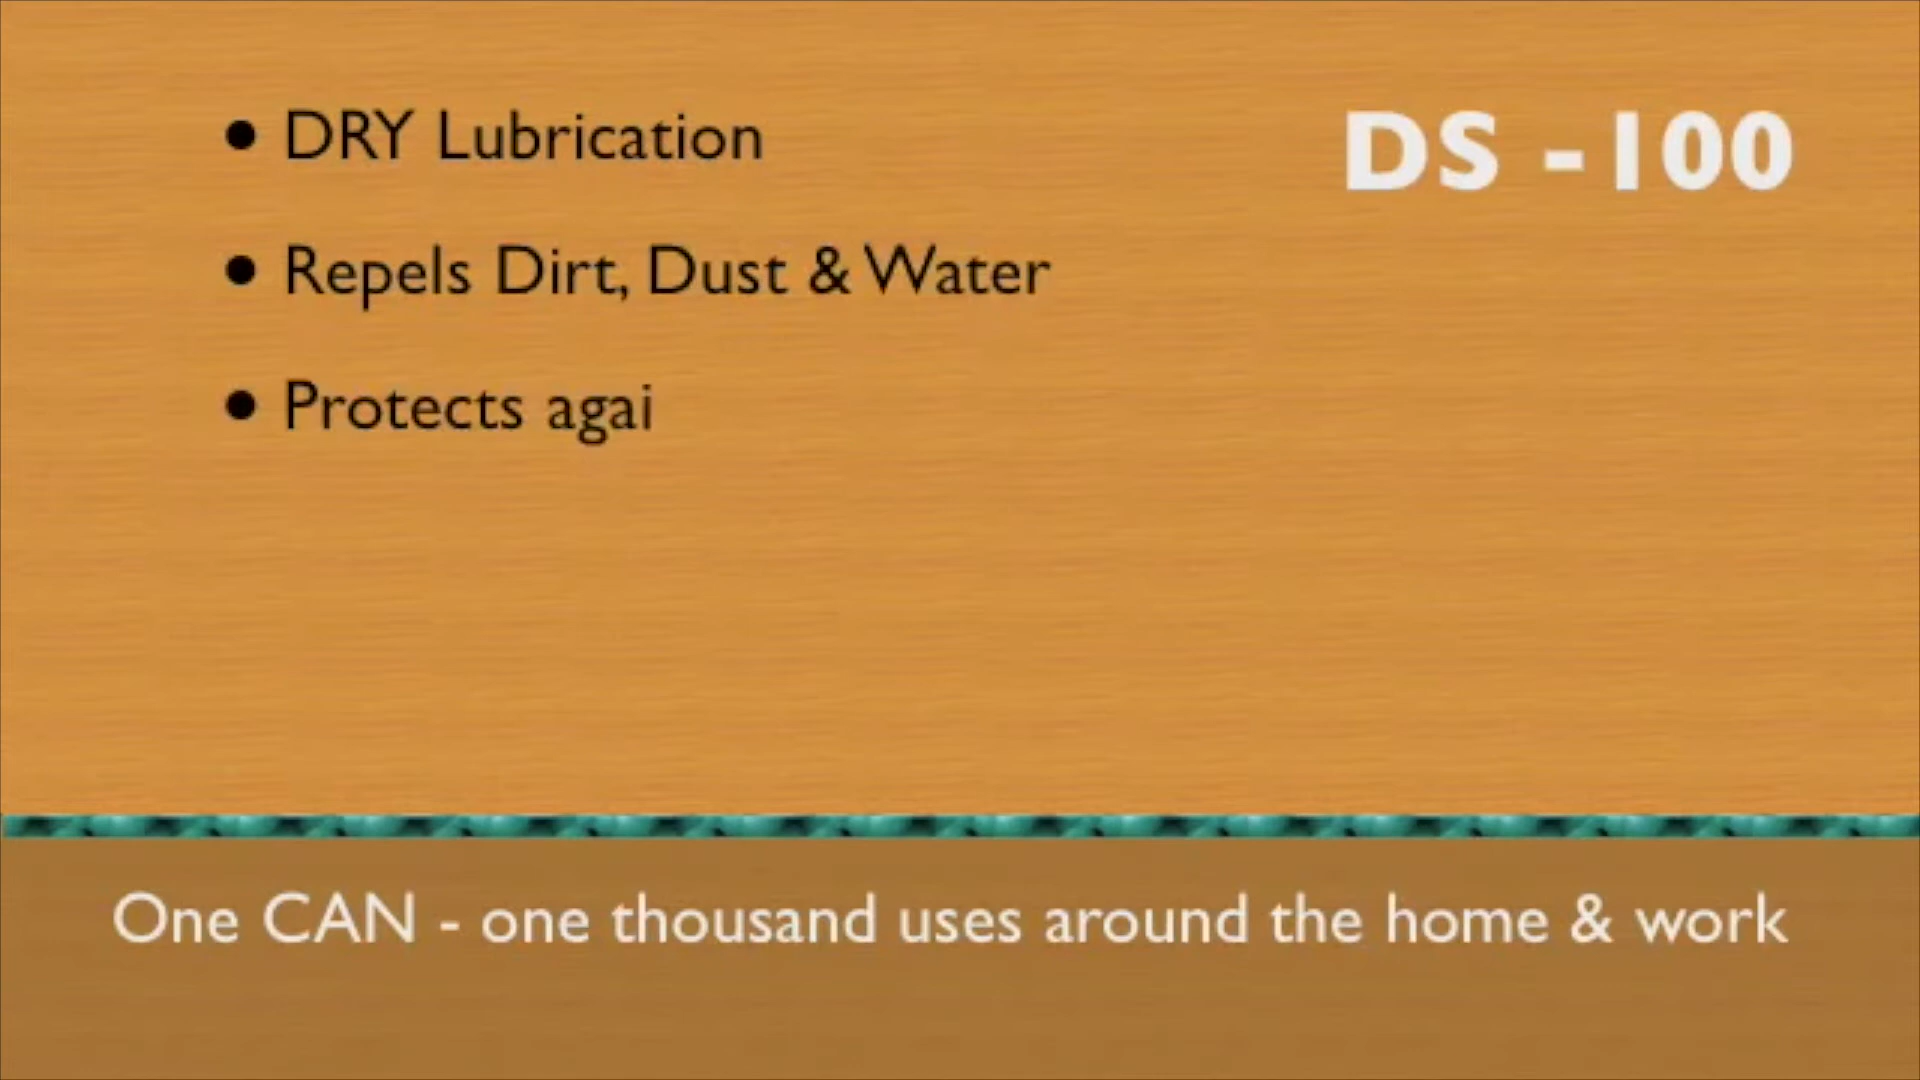 DRY Lubrication
DS -100
Repels Dirt, Dust & Water
Protects agai
One CAN - one thousand uses around the home & work